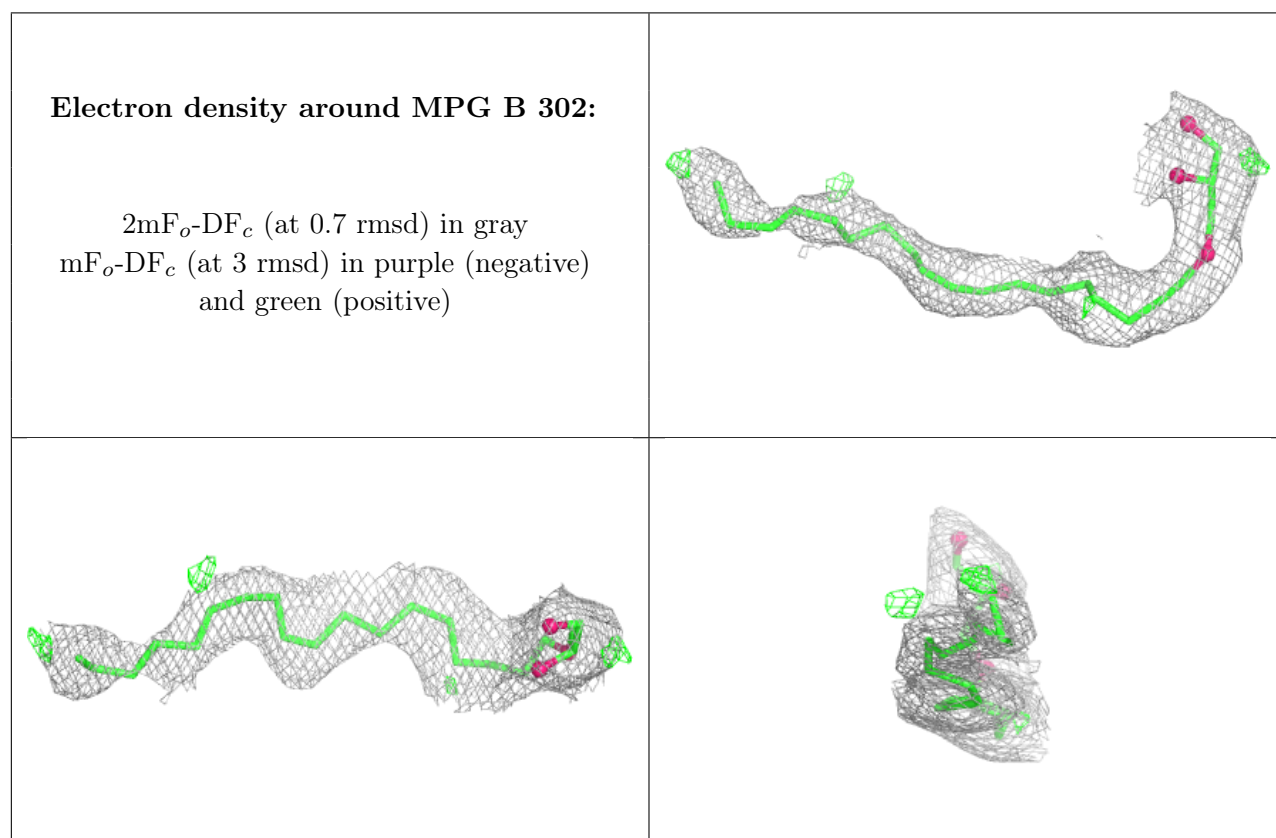 Electron density around MPG B 302:
2mFo-DFc (at 0.7 rmsd) in gray
mFo-DFc (at 3 rmsd) in purple (negative)
and green (positive)